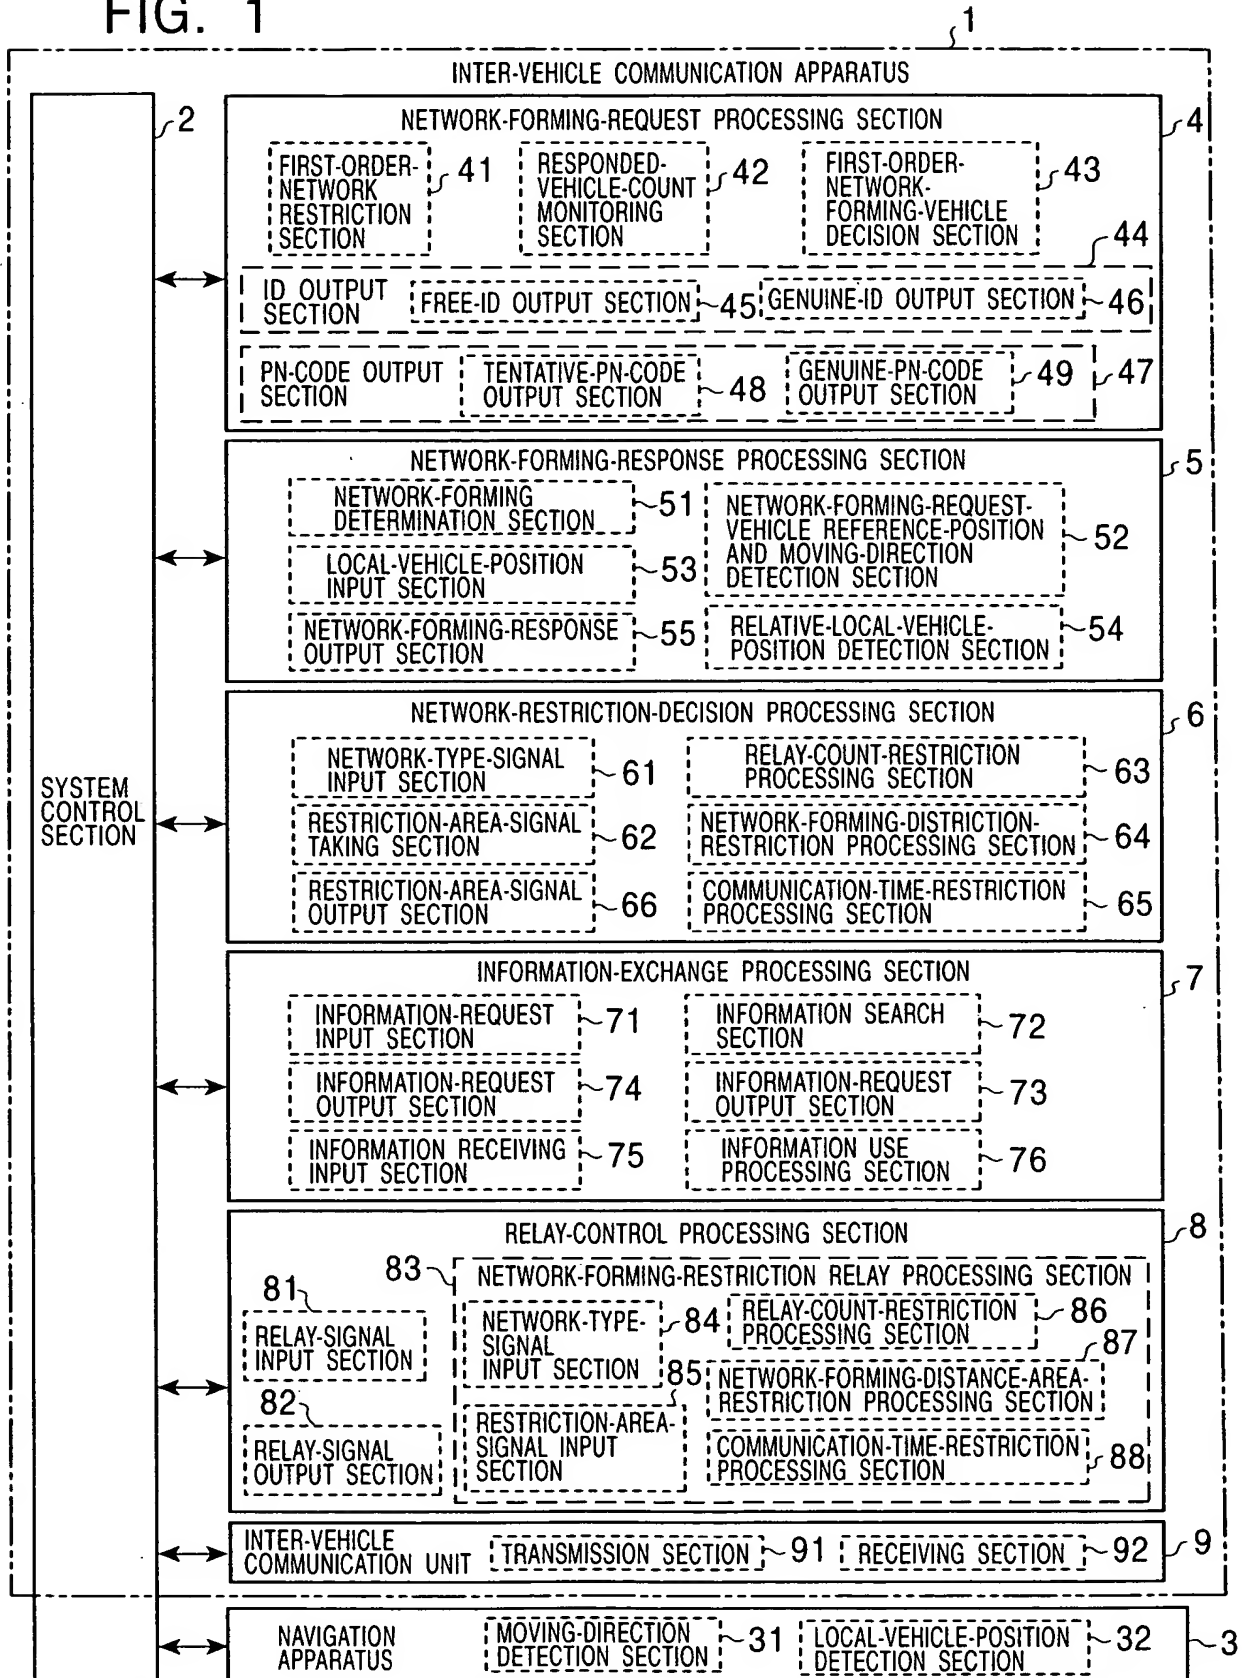 FIG. 1
1
INTER-VEHICLE COMMUNICATION APPARATUS
2
SYSTEM
CONTROL
SECTION
NETWORK-FORMING-REQUEST PROCESSING SECTION
4
FIRST-ORDER-
NETWORK
RESTRICTION
SECTION
41
RESPONDED-
VEHICLE-COUNT
MONITORING
SECTION
42
FIRST-ORDER-
NETWORK-
FORMING-VEHICLE
DECISION SECTION
43
44
ID OUTPUT
SECTION
FREE-ID OUTPUT SECTION
45
GENUINE-ID OUTPUT SECTION
46
PN-CODE OUTPUT
SECTION
TENTATIVE-PN-CODE
OUTPUT SECTION
48
GENUINE-PN-CODE
OUTPUT SECTION
49
47
NETWORK-FORMING-RESPONSE PROCESSING SECTION
5
NETWORK-FORMING
DETERMINATION SECTION
51
NETWORK-FORMING-REQUEST-
VEHICLE REFERENCE-POSITION
AND MOVING-DIRECTION
DETECTION SECTION
52
LOCAL-VEHICLE-POSITION
INPUT SECTION
53
NETWORK-FORMING-RESPONSE
OUTPUT SECTION
55
RELATIVE-LOCAL-VEHICLE-
POSITION DETECTION SECTION
54
NETWORK-RESTRICTION-DECISION PROCESSING SECTION
6
NETWORK-TYPE-SIGNAL
INPUT SECTION
61
RELAY-COUNT-RESTRICTION
PROCESSING SECTION
63
RESTRICTION-AREA-SIGNAL
TAKING SECTION
62
NETWORK-FORMING-DISTRICTION-
RESTRICTION PROCESSING SECTION
64
RESTRICTION-AREA-SIGNAL
OUTPUT SECTION
66
COMMUNICATION-TIME-RESTRICTION
PROCESSING SECTION
65
INFORMATION-EXCHANGE PROCESSING SECTION
7
INFORMATION-REQUEST
INPUT SECTION
71
INFORMATION SEARCH
SECTION
72
INFORMATION-REQUEST
OUTPUT SECTION
74
INFORMATION-REQUEST
OUTPUT SECTION
73
INFORMATION RECEIVING
INPUT SECTION
75
INFORMATION USE
PROCESSING SECTION
76
RELAY-CONTROL PROCESSING SECTION
8
81
RELAY-SIGNAL
INPUT SECTION
82
RELAY-SIGNAL
OUTPUT SECTION
83
NETWORK-FORMING-RESTRICTION RELAY PROCESSING SECTION
NETWORK-TYPE-
SIGNAL
INPUT SECTION
84
RELAY-COUNT-RESTRICTION
PROCESSING SECTION
86
87
85
NETWORK-FORMING-DISTANCE-AREA-
RESTRICTION PROCESSING SECTION
RESTRICTION-AREA-
SIGNAL INPUT
SECTION
COMMUNICATION-TIME-RESTRICTION
PROCESSING SECTION
88
INTER-VEHICLE
COMMUNICATION UNIT
TRANSMISSION SECTION
91
RECEIVING SECTION
92
9
NAVIGATION
APPARATUS
MOVING-DIRECTION
DETECTION SECTION
31
LOCAL-VEHICLE-POSITION
DETECTION SECTION
32
3